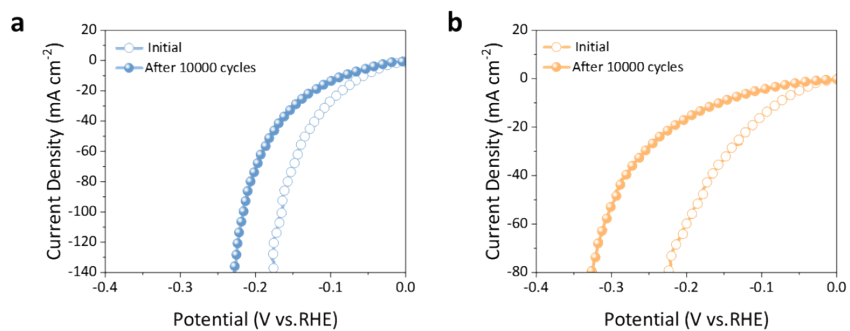 a
Initial
After 10000 cycles
20
0
-20
-40
-60
-80
-100
-120
-140
Current Density (mA cm-2)
-0.4
-0.3
-0.2
-0.1
0.0
Potential (V vs.RHE)
b
Initial
After 10000 cycles
20
0
-20
-40
-60
-80
Current Density (mA cm-2)
-0.4
-0.3
-0.2
-0.1
0.0
Potential (V vs.RHE)